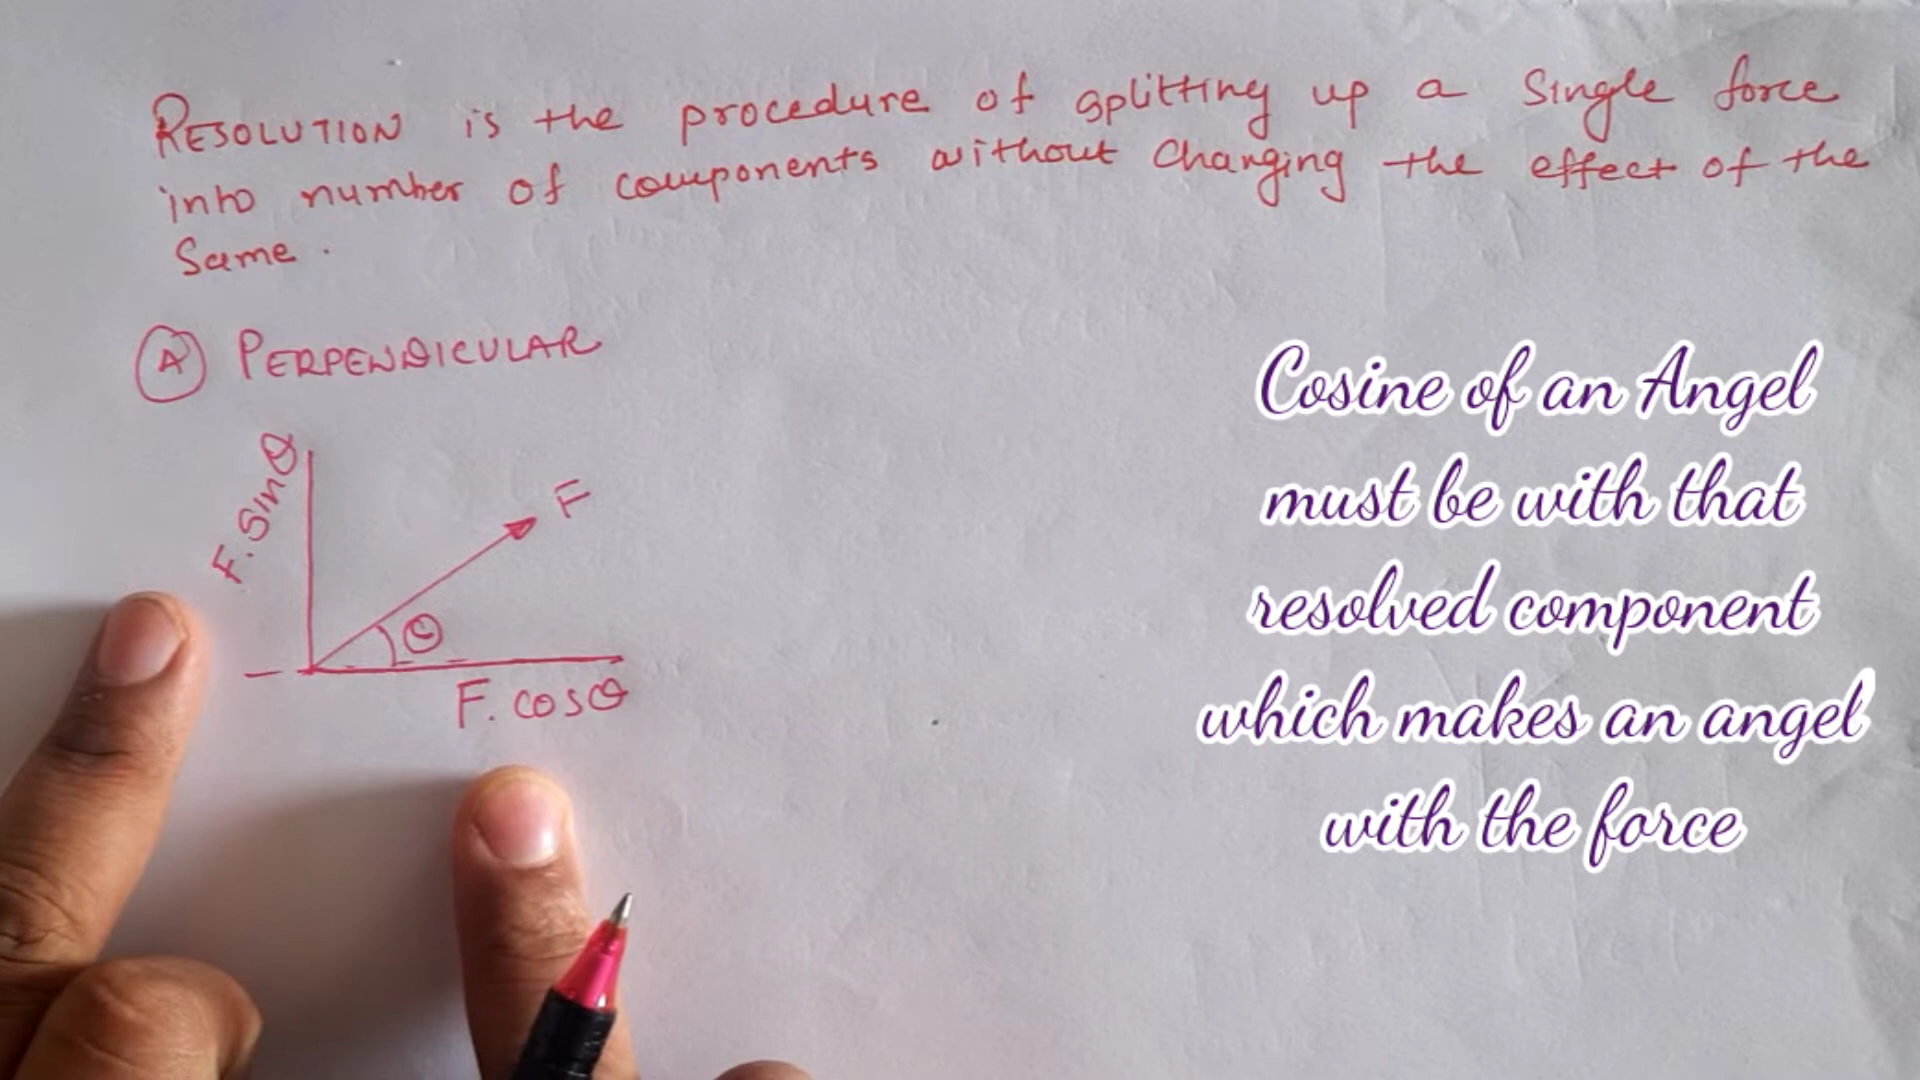 RESOLUTION is the procedure of splitting up a single force
into number of components without changing the effect of the
same.
A PERPENDICULAR
F. Sinθ
F
θ
F. cosθ
Cosine of an Angel
must be with that
resolved component
which makes an angel
with the force